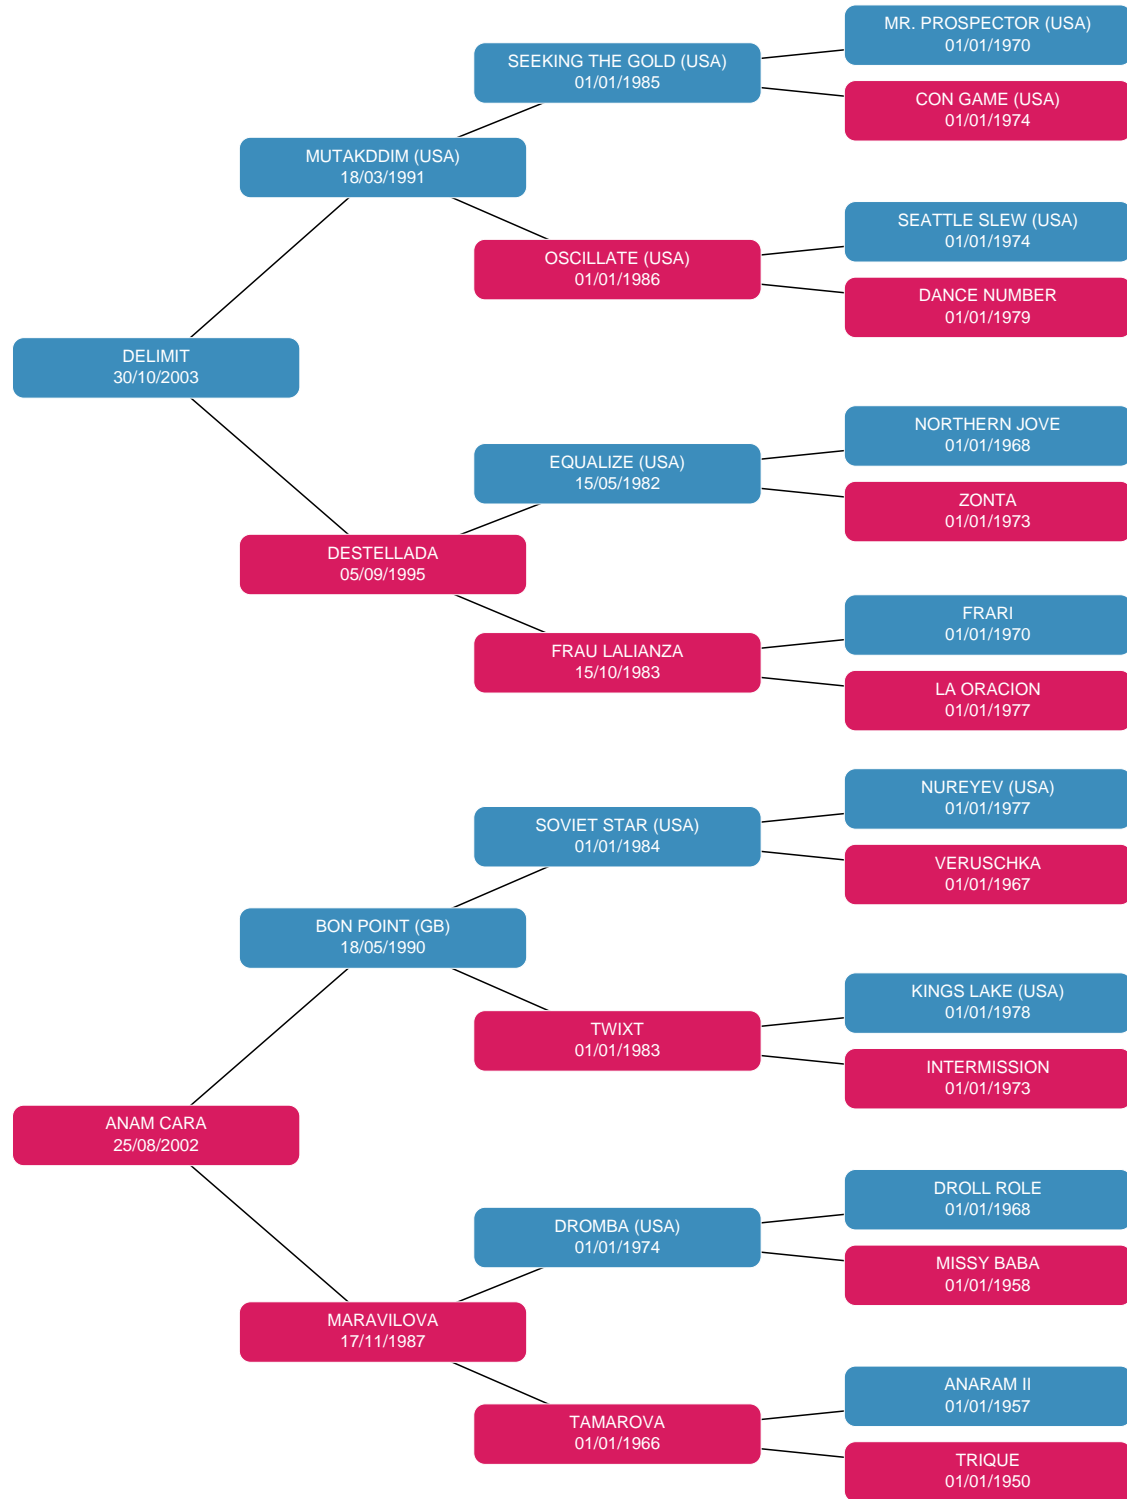 MR. PROSPECTOR (USA)
01/01/1970
SEEKING THE GOLD (USA)
01/01/1985
CON GAME (USA)
01/01/1974
MUTAKDDIM (USA)
18/03/1991
SEATTLE SLEW (USA)
01/01/1974
OSCILLATE (USA)
01/01/1986
DANCE NUMBER
01/01/1979
DELIMIT
30/10/2003
NORTHERN JOVE
01/01/1968
EQUALIZE (USA)
15/05/1982
ZONTA
01/01/1973
DESTELLADA
05/09/1995
FRARI
01/01/1970
FRAU LALIANZA
15/10/1983
LA ORACION
01/01/1977
NUREYEV (USA)
01/01/1977
SOVIET STAR (USA)
01/01/1984
VERUSCHKA
01/01/1967
BON POINT (GB)
18/05/1990
KINGS LAKE (USA)
01/01/1978
TWIXT
01/01/1983
INTERMISSION
01/01/1973
ANAM CARA
25/08/2002
DROLL ROLE
01/01/1968
DROMBA (USA)
01/01/1974
MISSY BABA
01/01/1958
MARAVILOVA
17/11/1987
ANARAM II
01/01/1957
TAMAROVA
01/01/1966
TRIQUE
01/01/1950